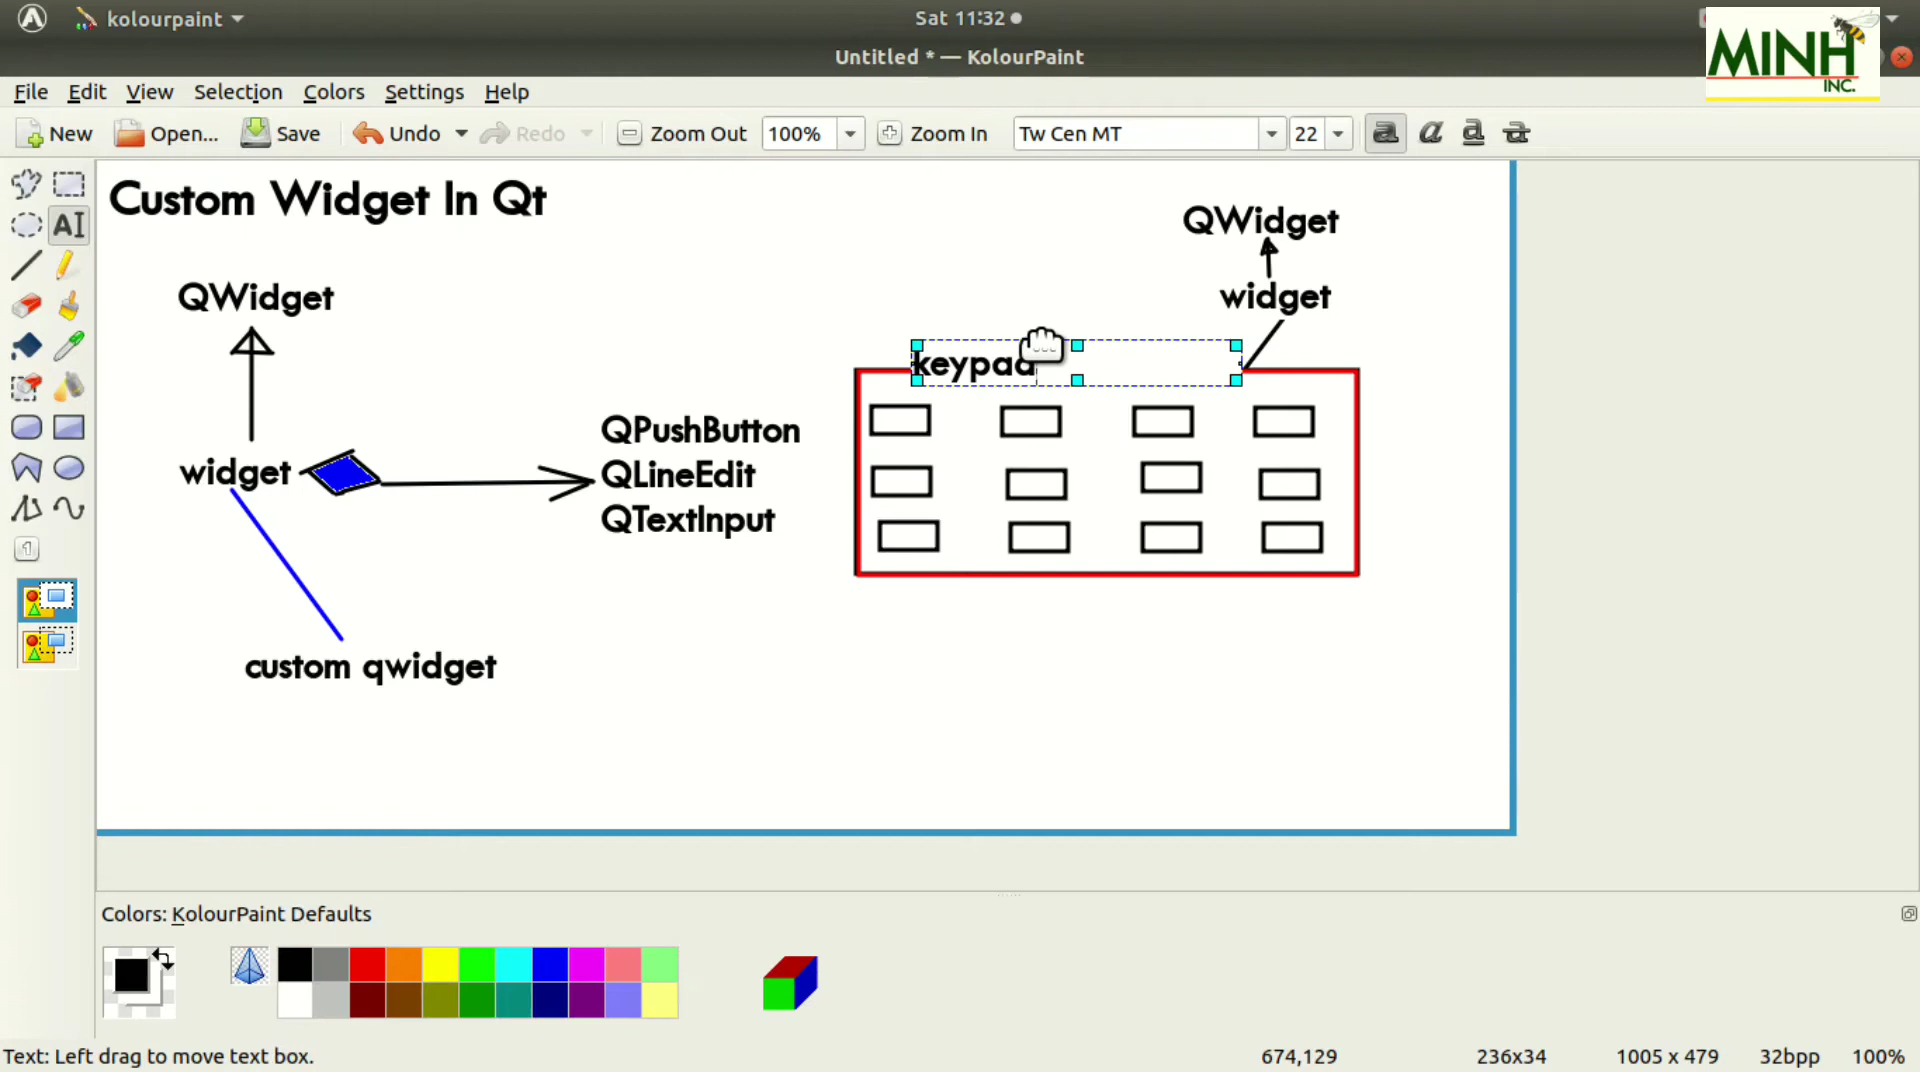 kolourpaint
Sat 11:32
Untitled * — KolourPaint
MINH
INC.
File Edit View Selection Colors Settings Help
New Open... Save Undo Redo Zoom Out 100% Zoom In Tw Cen MT 22 a a a a
AI
Custom Widget In Qt
QWidget
widget
QWidget
keypad
QPushButton
widget
QLineEdit
QTextInput
custom qwidget
Colors: KolourPaint Defaults
Text: Left drag to move text box. 674,129 236x34 1005 x 479 32bpp 100%